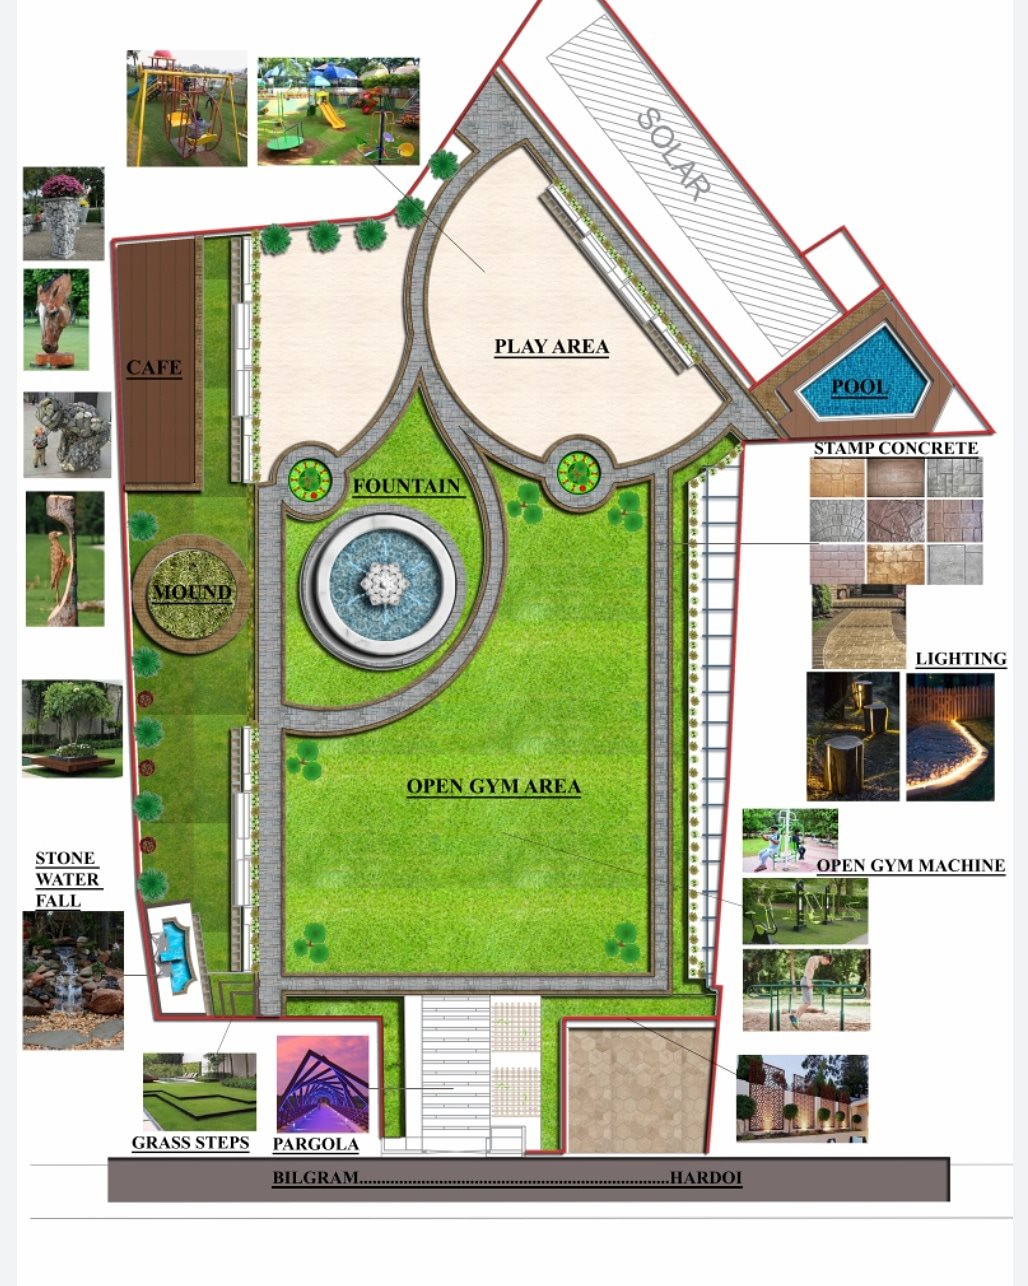 SOLAR
CAFE
PLAY AREA
POOL
STAMP CONCRETE
FOUNTAIN
MOUND
LIGHTING
OPEN GYM AREA
STONE
WATER
FALL
OPEN GYM MACHINE
GRASS STEPS
PARGOLA
BILGRAM......................................................................HARDOI